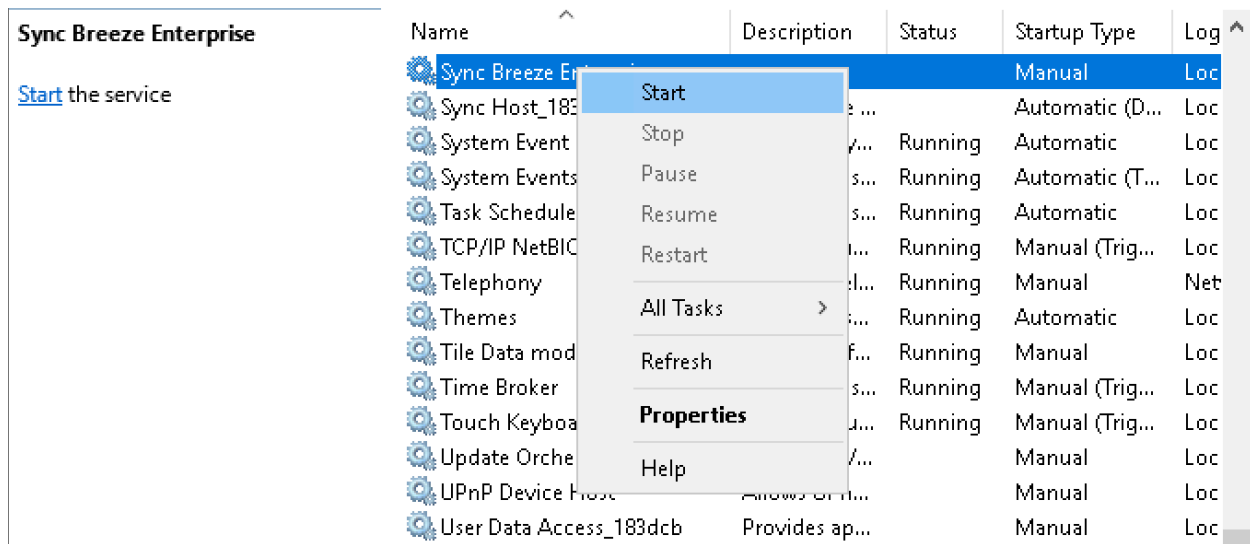 Sync Breeze Enterprise
Start the service
Name Description Status Startup Type Log
Sync Breeze Manual Loc
Sync Host_183 ... Automatic (D... Loc
System Event Running Automatic Loc
System Events s... Running Automatic (T... Loc
Task Schedule s... Running Automatic Loc
TCP/IP NetBIO Running Manual (Trig... Loc
Telephony Running Manual Net
Themes Running Automatic Loc
Tile Data mod Running Manual Loc
Time Broker s... Running Manual (Trig... Loc
Touch Keyboa Running Manual (Trig... Loc
Update Orche Manual Loc
UPnP Device Manual Loc
User Data Access_183dcb Provides ap... Manual Loc
Start
Stop
Pause
Resume
Restart
All Tasks >
Refresh
Properties
Help